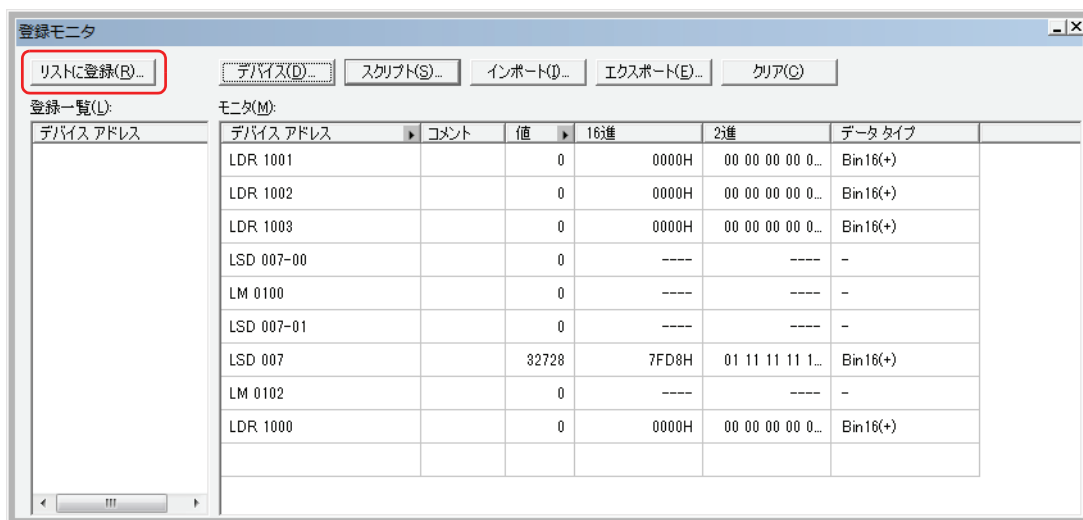 登録モニタ
リストに登録(R)... デバイス(D)... スクリプト(S)... インポート(I)... エクスポート(E)... クリア(C)
登録一覧(L): モニタ(M):
デバイス アドレス デバイス アドレス コメント 値 16進 2進 データ タイプ
LDR 1001 0 0000H 00 00 00 00 0... Bin16(+)
LDR 1002 0 0000H 00 00 00 00 0... Bin16(+)
LDR 1003 0 0000H 00 00 00 00 0... Bin16(+)
LSD 007-00 0 ---- ---- -
LM 0100 0 ---- ---- -
LSD 007-01 0 ---- ---- -
LSD 007 32728 7FD8H 01 11 11 11 1... Bin16(+)
LM 0102 0 ---- ---- -
LDR 1000 0 0000H 00 00 00 00 0... Bin16(+)